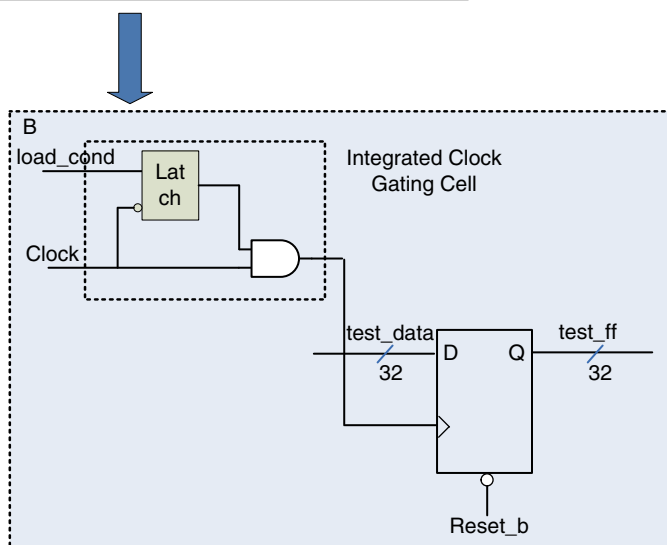 B
load_cond
Lat
ch
Integrated Clock
Gating Cell
Clock
test_data
test_ff
D
Q
32
32
Reset_b